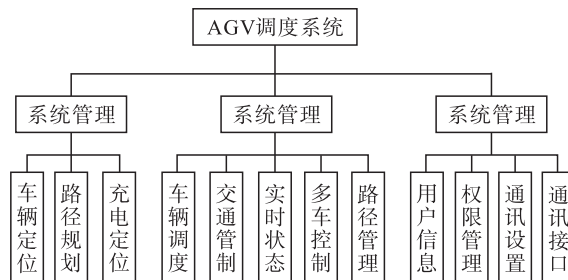 AGV调度系统
系统管理
系统管理
系统管理
车辆定位
路径规划
充电定位
车辆调度
交通管制
实时状态
多车控制
路径管理
用户信息
权限管理
通讯设置
通讯接口